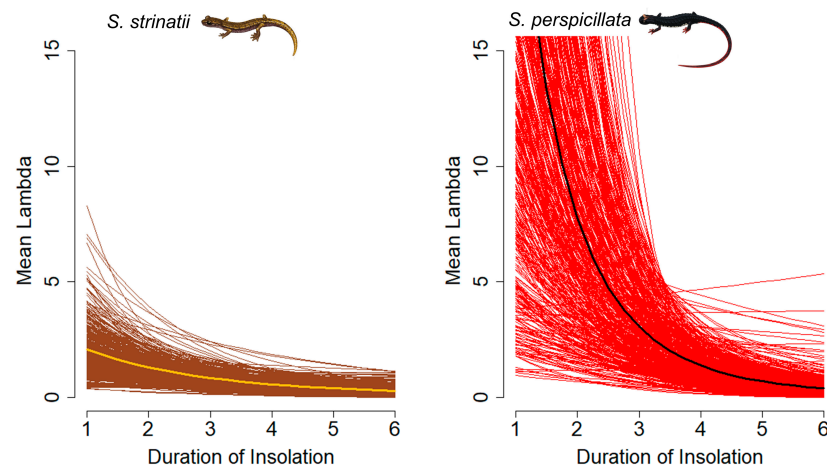 S. strinatii
15
10
5
0
Mean Lambda
1 2 3 4 5 6
Duration of Insolation
S. perspicillata
15
10
5
0
Mean Lambda
1 2 3 4 5 6
Duration of Insolation